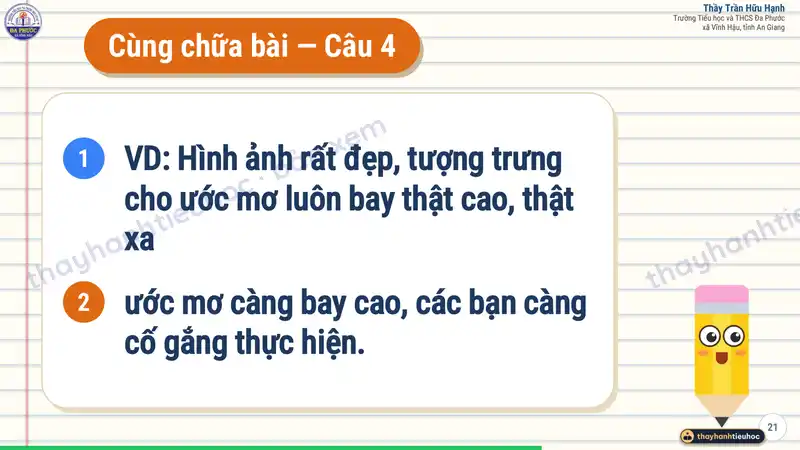 Thầy Trần Hữu Hạnh
Trường Tiểu học và THCS Đa Phước
xã Vĩnh Hậu, tỉnh An Giang
ĐA PHƯỚC
Cùng chữa bài – Câu 4
1 VD: Hình ảnh rất đẹp, tượng trưng
cho ước mơ luôn bay thật cao, thật
xa
2 ước mơ càng bay cao, các bạn càng
cố gắng thực hiện.
thayhanhtieuhoc
21